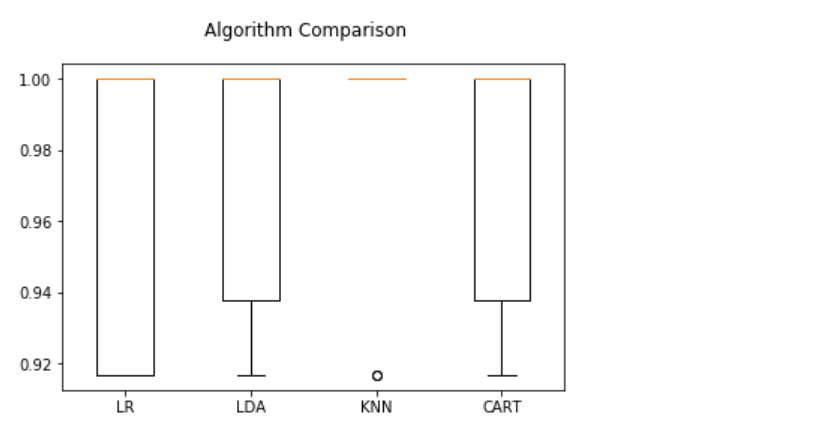 Algorithm Comparison
1.00
0.98
0.96
0.94
0.92
LR LDA KNN CART